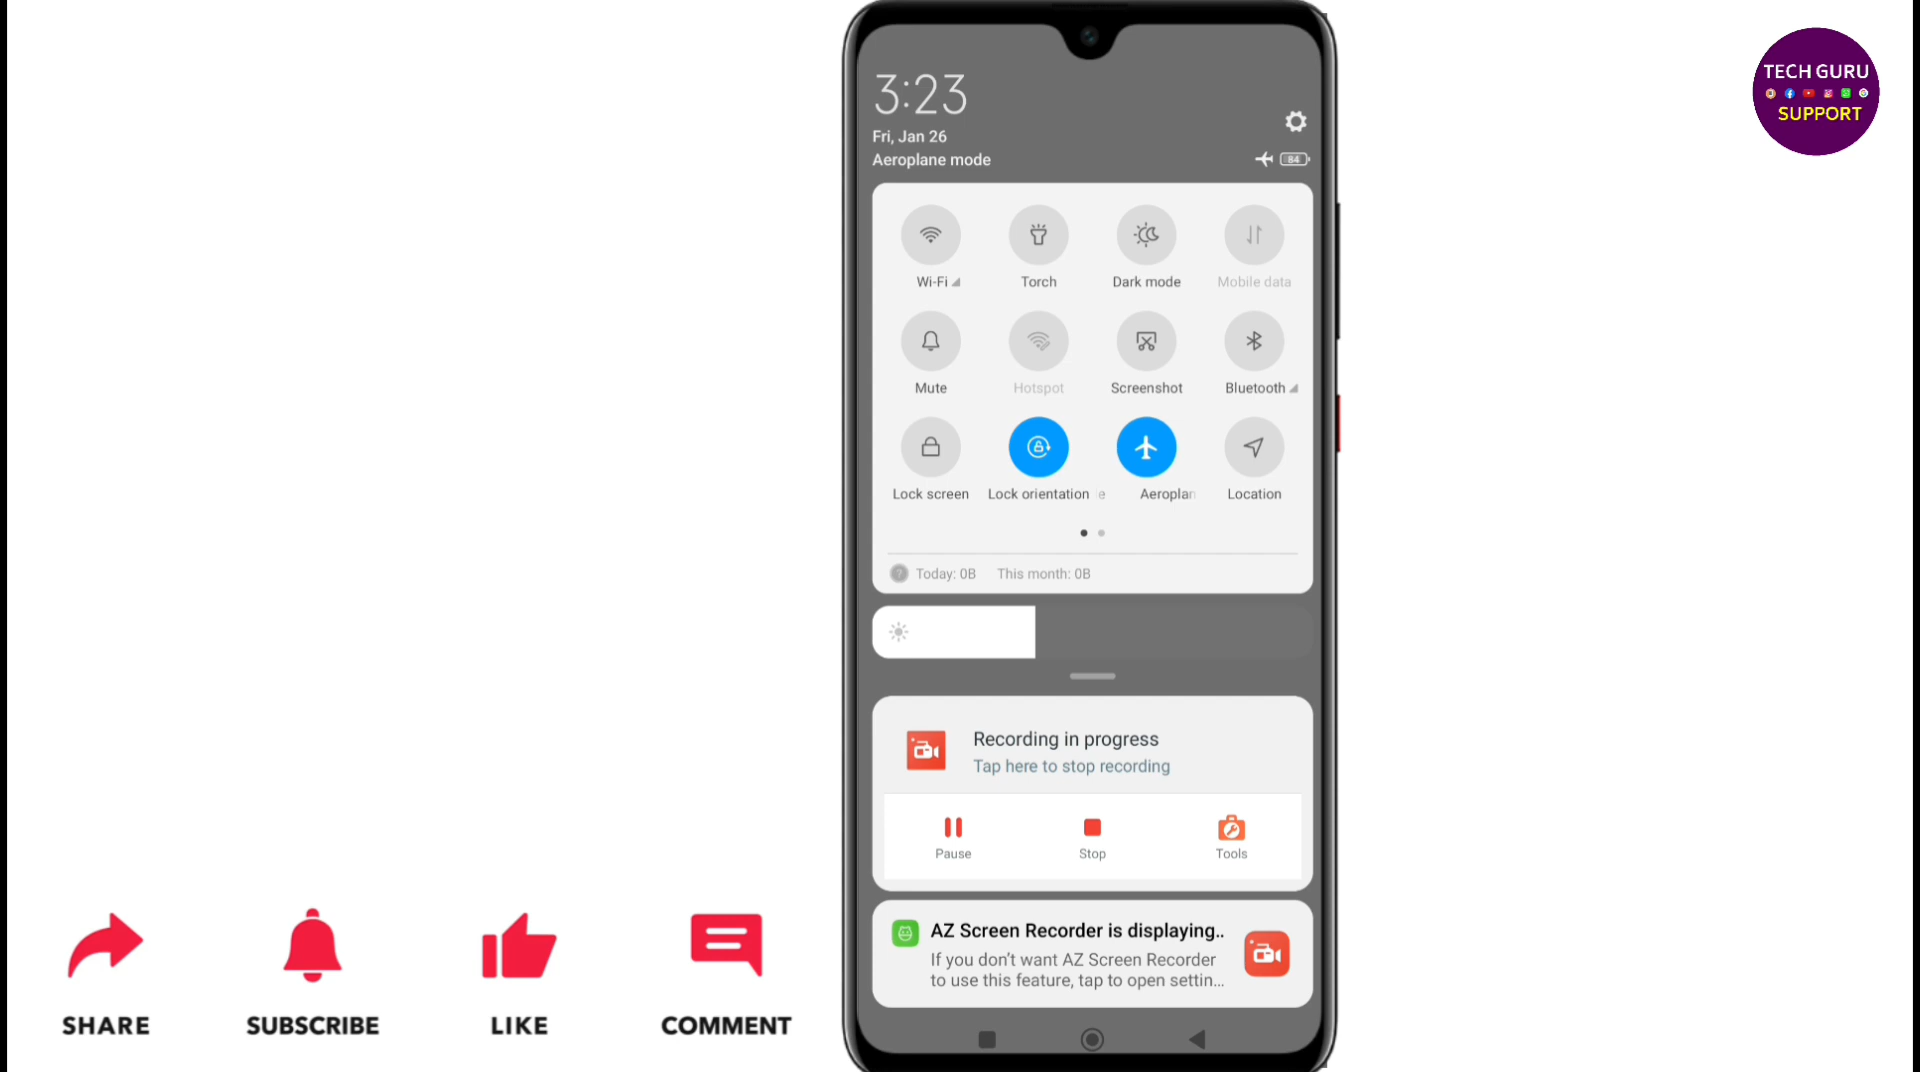 TECH GURU
SUPPORT
3:23
Fri, Jan 26
Aeroplane mode
84
Wi-Fi
Torch
Dark mode
Mobile data
Mute
Hotspot
Screenshot
Bluetooth
Lock screen
Lock orientation
e Aeroplan
Location
? Today: 0B This month: 0B
Recording in progress
Tap here to stop recording
Pause
Stop
Tools
AZ Screen Recorder is displaying..
If you don't want AZ Screen Recorder
to use this feature, tap to open settin...
SHARE
SUBSCRIBE
LIKE
COMMENT